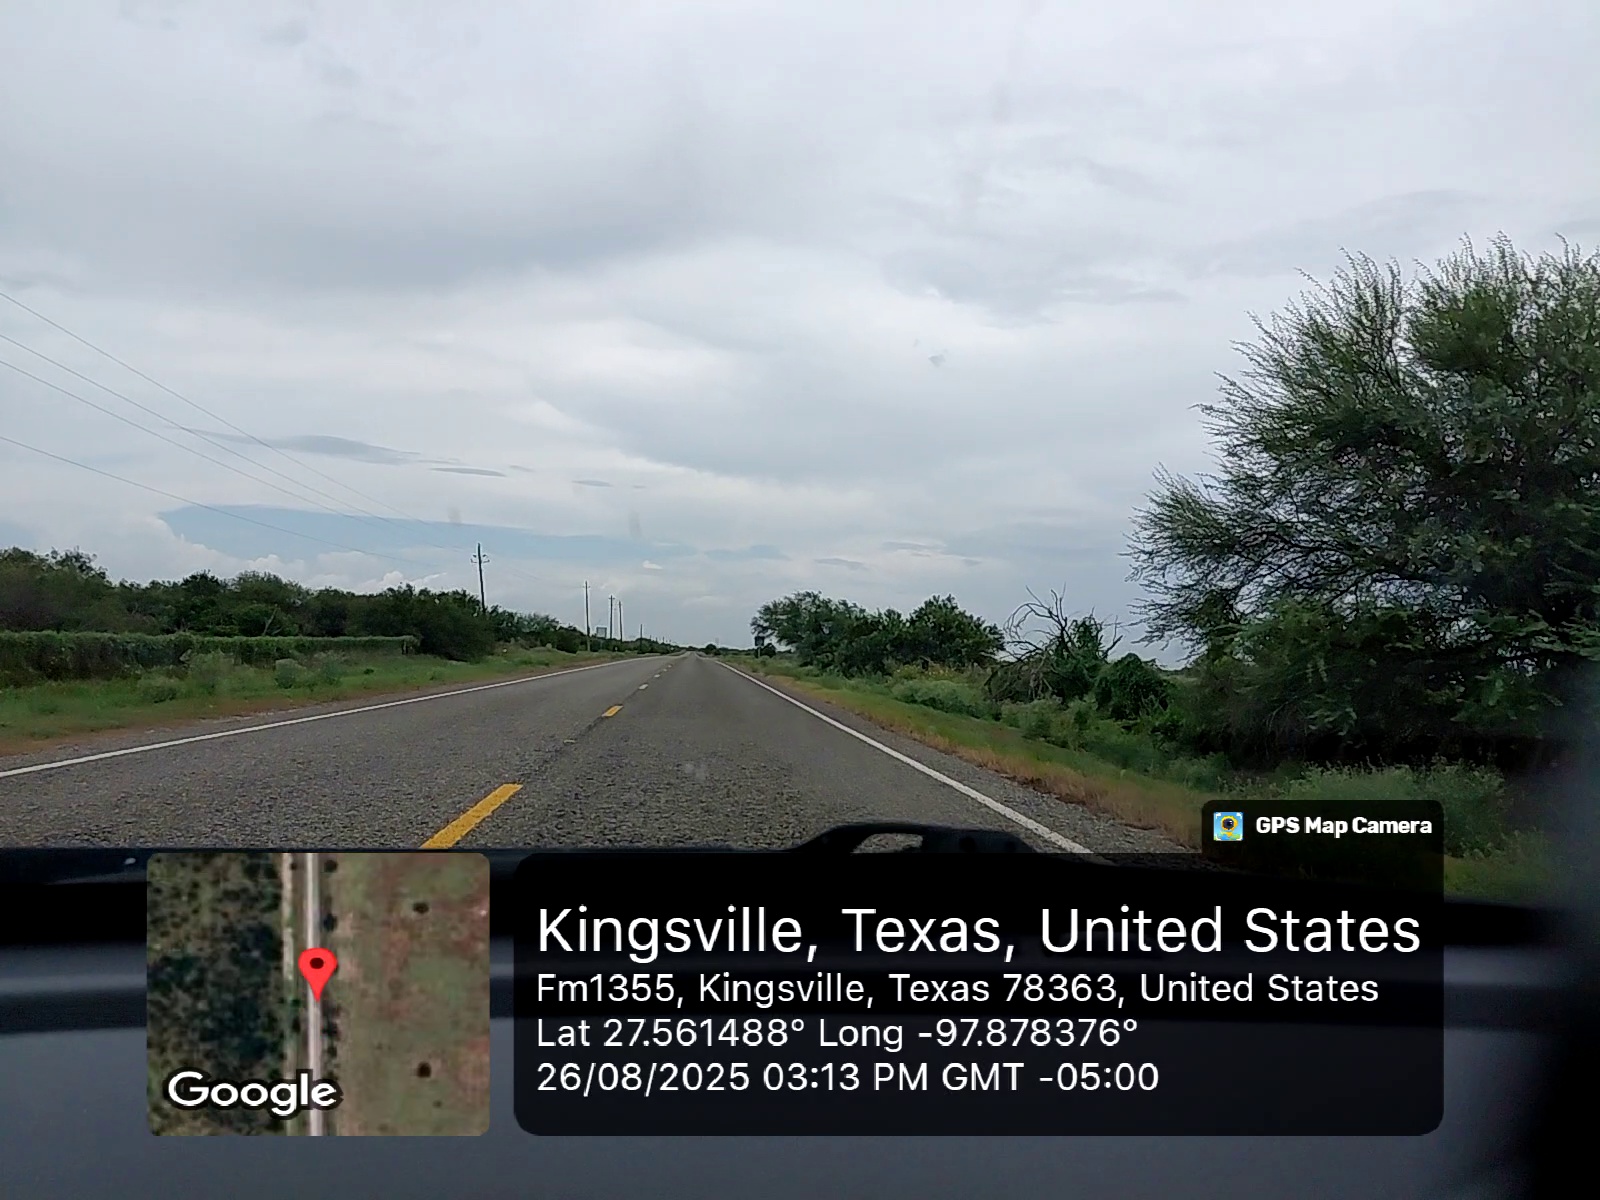 GPS Map Camera
Kingsville, Texas, United States
Fm1355, Kingsville, Texas 78363, United States
Lat 27.561488° Long -97.878376°
26/08/2025 03:13 PM GMT -05:00
Google